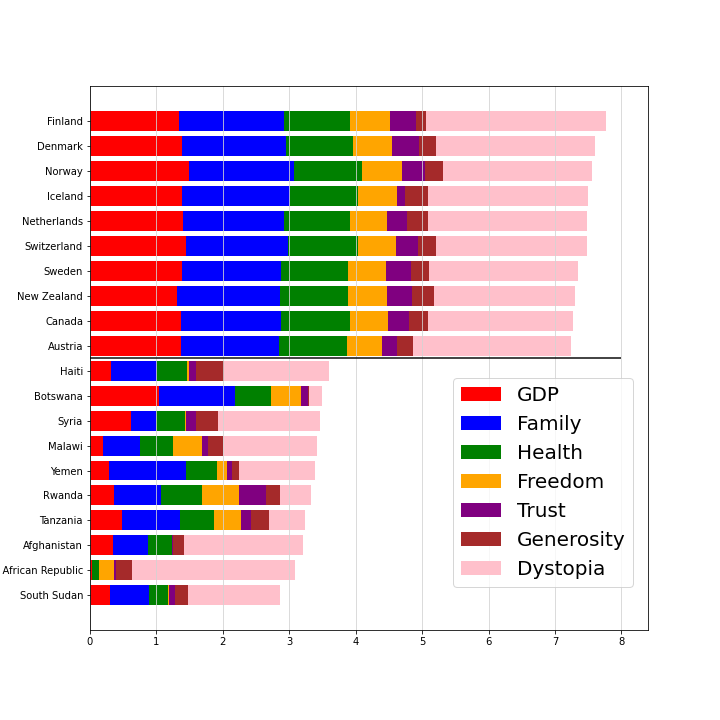 Finland
Denmark
Norway
Iceland
Netherlands
Switzerland
Sweden
New Zealand
Canada
Austria
Haiti
Botswana
Syria
Malawi
Yemen
Rwanda
Tanzania
Afghanistan
African Republic
South Sudan
GDP
Family
Health
Freedom
Trust
Generosity
Dystopia
0 1 2 3 4 5 6 7 8